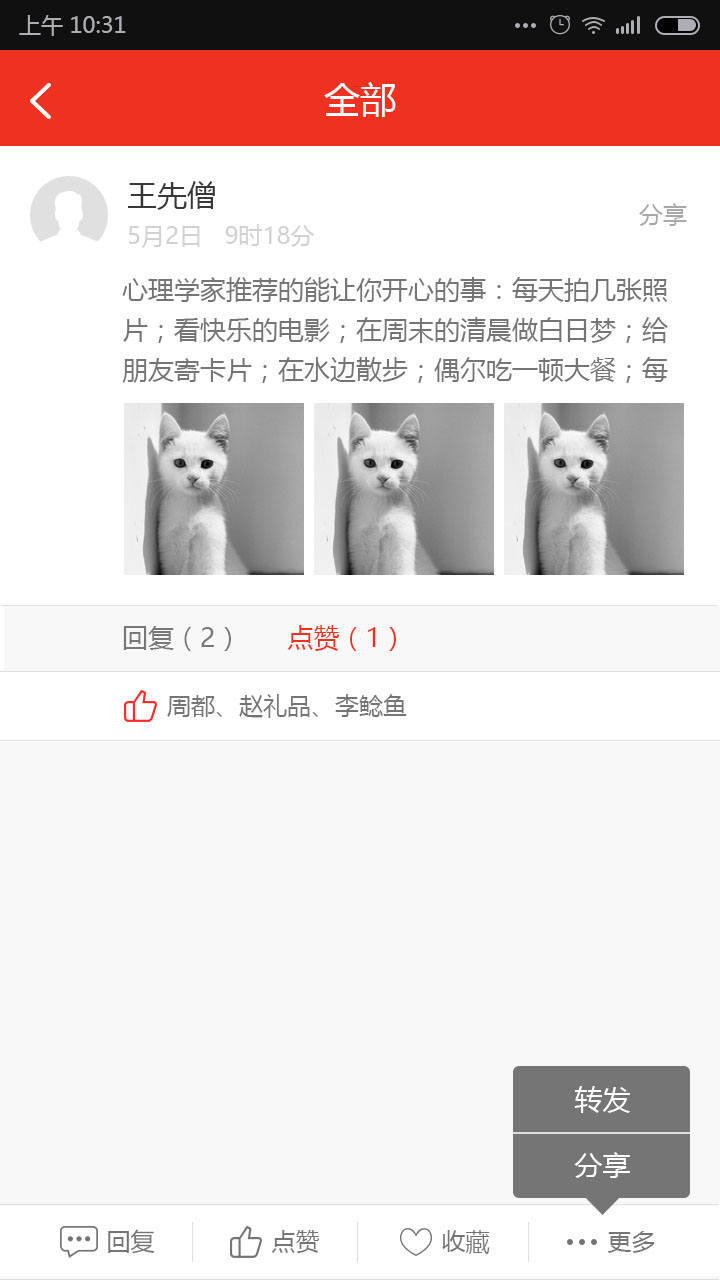 上午 10:31
全部
王先僧
分享
5月2日 9时18分
心理学家推荐的能让你开心的事：每天拍几张照
片；看快乐的电影；在周末的清晨做白日梦；给
朋友寄卡片；在水边散步；偶尔吃一顿大餐；每
回复（2） 点赞（1）
周都、赵礼品、李鲶鱼
转发
分享
回复 点赞 收藏 更多